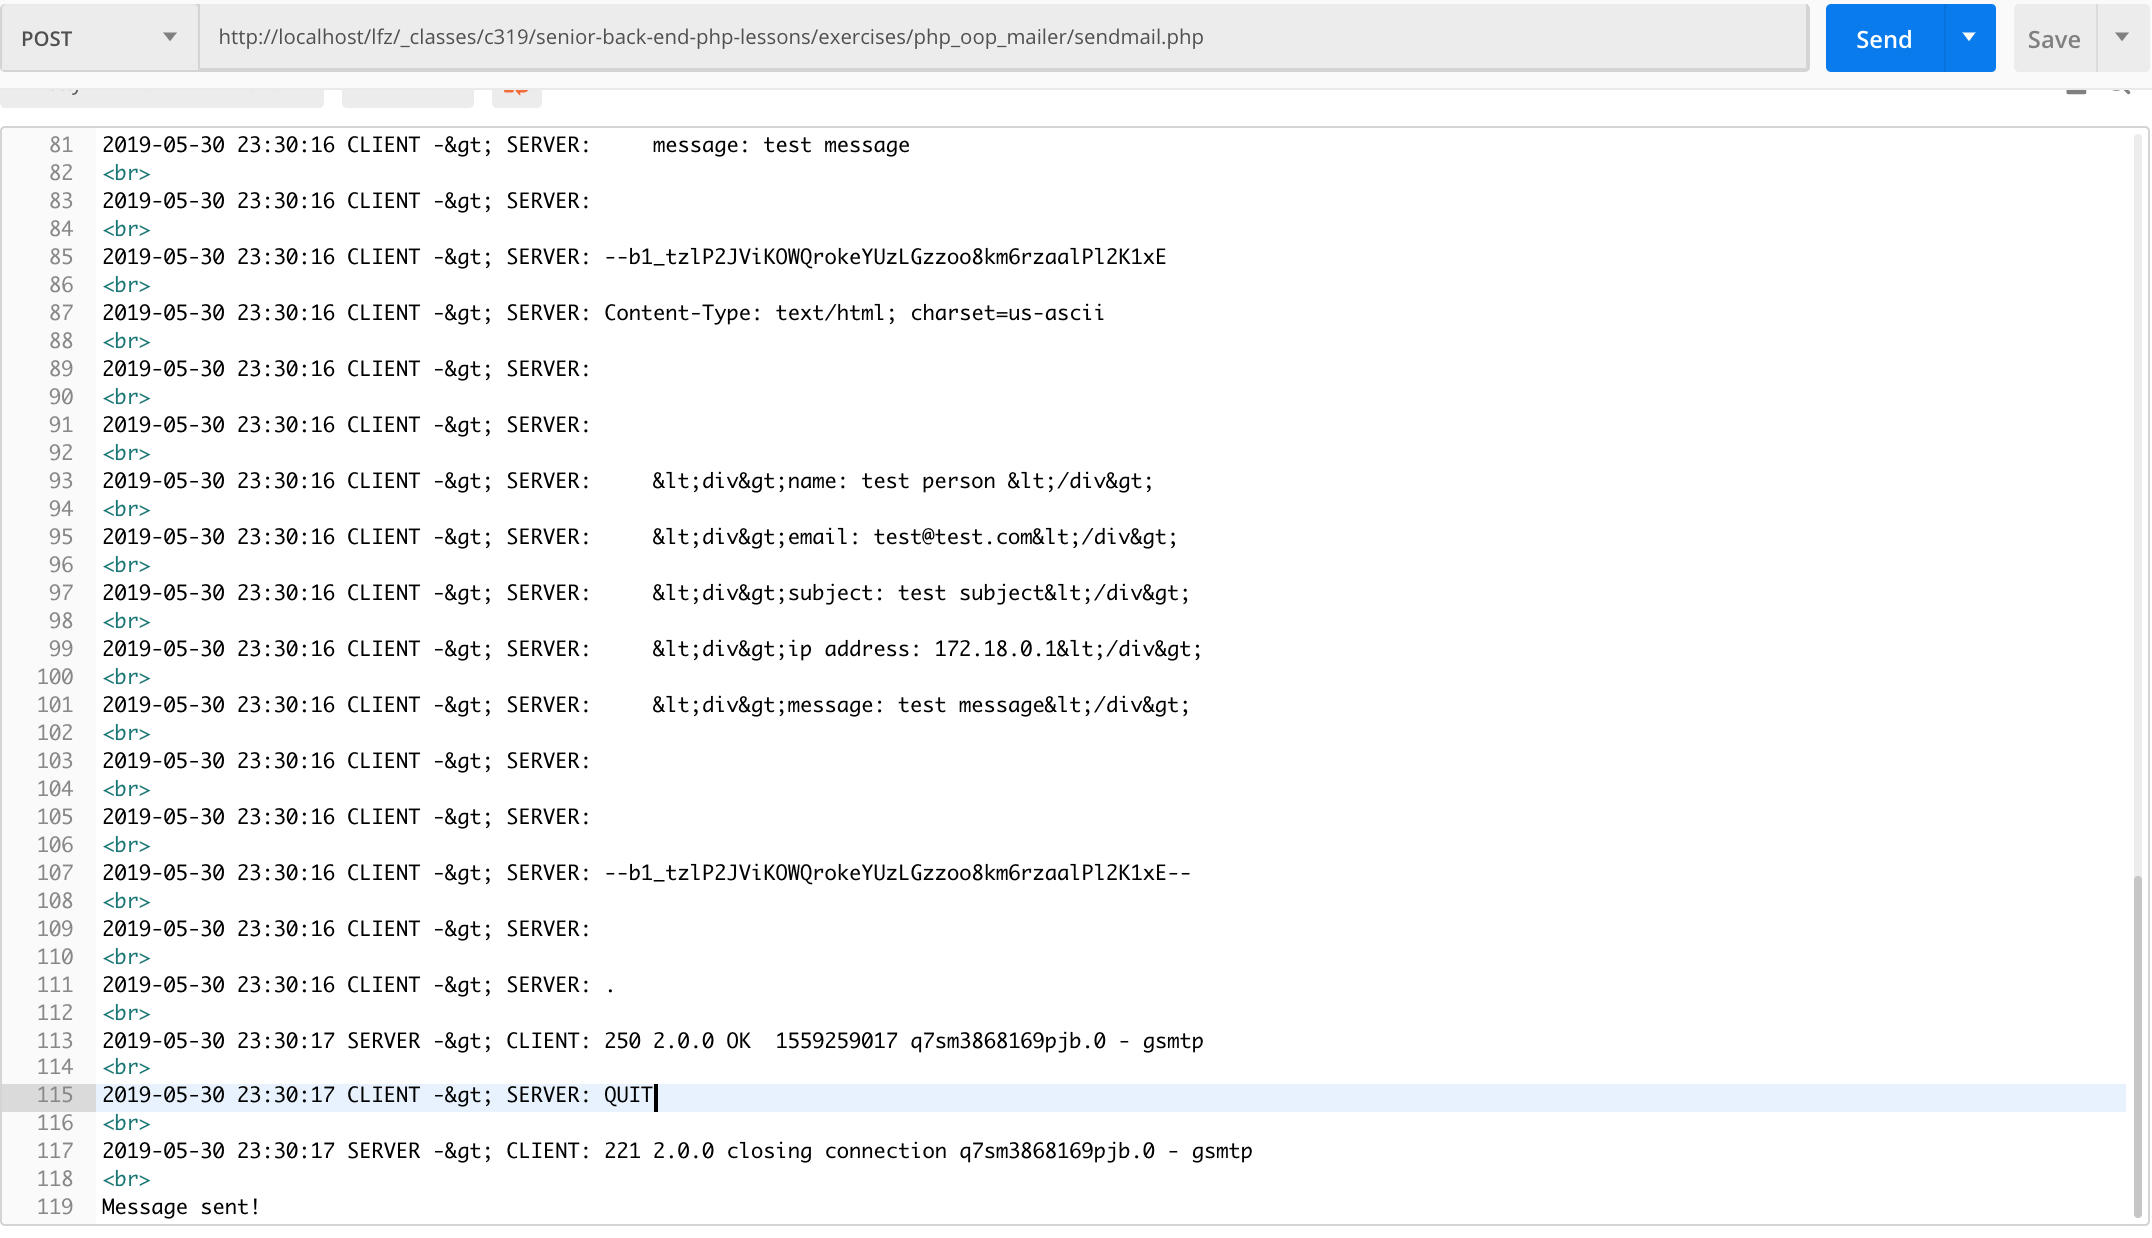 POST
http://localhost/lfz/_classes/c319/senior-back-end-php-lessons/exercises/php_oop_mailer/sendmail.php
Send
Save
81 2019-05-30 23:30:16 CLIENT -&gt; SERVER:     message: test message
82 <br>
83 2019-05-30 23:30:16 CLIENT -&gt; SERVER:
84 <br>
85 2019-05-30 23:30:16 CLIENT -&gt; SERVER: --b1_tzlP2JViKOWQrokeYUzLGzzoo8km6rzaalPl2K1xE
86 <br>
87 2019-05-30 23:30:16 CLIENT -&gt; SERVER: Content-Type: text/html; charset=us-ascii
88 <br>
89 2019-05-30 23:30:16 CLIENT -&gt; SERVER:
90 <br>
91 2019-05-30 23:30:16 CLIENT -&gt; SERVER:
92 <br>
93 2019-05-30 23:30:16 CLIENT -&gt; SERVER:     &lt;div&gt;name: test person &lt;/div&gt;
94 <br>
95 2019-05-30 23:30:16 CLIENT -&gt; SERVER:     &lt;div&gt;email: test@test.com&lt;/div&gt;
96 <br>
97 2019-05-30 23:30:16 CLIENT -&gt; SERVER:     &lt;div&gt;subject: test subject&lt;/div&gt;
98 <br>
99 2019-05-30 23:30:16 CLIENT -&gt; SERVER:     &lt;div&gt;ip address: 172.18.0.1&lt;/div&gt;
100 <br>
101 2019-05-30 23:30:16 CLIENT -&gt; SERVER:     &lt;div&gt;message: test message&lt;/div&gt;
102 <br>
103 2019-05-30 23:30:16 CLIENT -&gt; SERVER:
104 <br>
105 2019-05-30 23:30:16 CLIENT -&gt; SERVER:
106 <br>
107 2019-05-30 23:30:16 CLIENT -&gt; SERVER: --b1_tzlP2JViKOWQrokeYUzLGzzoo8km6rzaalPl2K1xE--
108 <br>
109 2019-05-30 23:30:16 CLIENT -&gt; SERVER:
110 <br>
111 2019-05-30 23:30:16 CLIENT -&gt; SERVER: .
112 <br>
113 2019-05-30 23:30:17 SERVER -&gt; CLIENT: 250 2.0.0 OK  1559259017 q7sm3868169pjb.0 - gsmtp
114 <br>
115 2019-05-30 23:30:17 CLIENT -&gt; SERVER: QUIT
116 <br>
117 2019-05-30 23:30:17 SERVER -&gt; CLIENT: 221 2.0.0 closing connection q7sm3868169pjb.0 - gsmtp
118 <br>
119 Message sent!